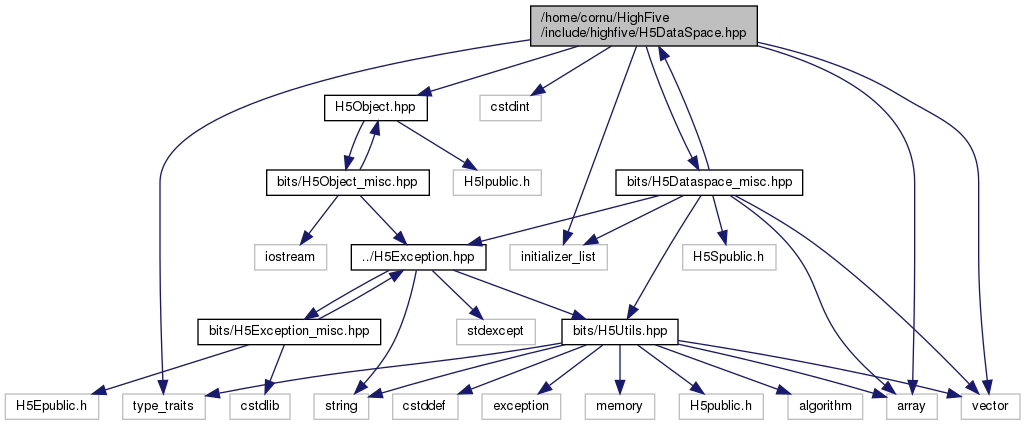 /home/cornu/HighFive
/include/highfive/H5DataSpace.hpp
H5Object.hpp
cstdint
bits/H5Object_misc.hpp
H5Ipublic.h
bits/H5Dataspace_misc.hpp
iostream
../H5Exception.hpp
initializer_list
H5Spublic.h
bits/H5Exception_misc.hpp
stdexcept
bits/H5Utils.hpp
H5Epublic.h
type_traits
cstdlib
string
cstddef
exception
memory
H5public.h
algorithm
array
vector